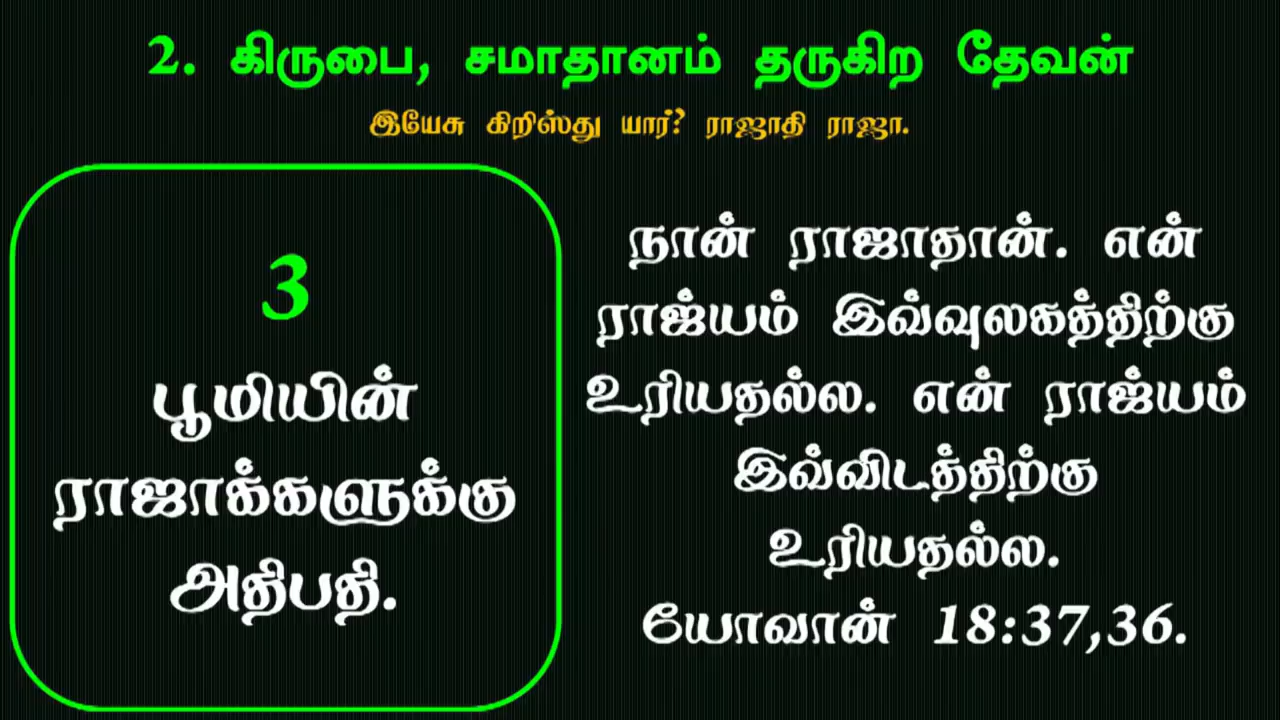 2. கிருபை, சமாதானம் தருகிற தேவன்
இயேசு கிறிஸ்து யார்? ராஜாதி ராஜா.
3
பூமியின்
ராஜாக்களுக்கு
அதிபதி.
நான் ராஜாதான். என்
ராஜ்யம் இவ்வுலகத்திற்கு
உரியதல்ல. என் ராஜ்யம்
இவ்விடத்திற்கு
உரியதல்ல.
யோவான் 18:37,36.